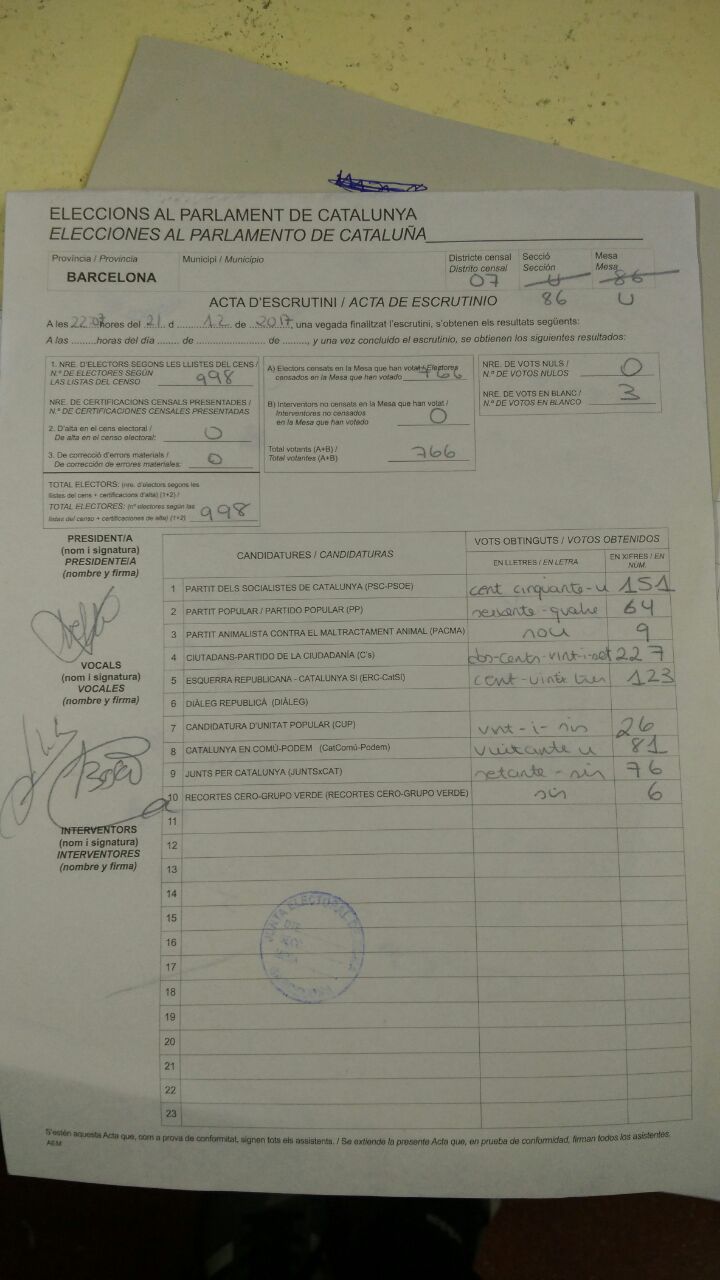 ELECCIONS AL PARLAMENT DE CATALUNYA
ELECCIONES AL PARLAMENTO DE CATALUÑA
Província / Provincia
BARCELONA
Municipi / Municipio
Districte censal
Distrito censal
07
Secció
Sección
U
86
Mesa
Mesa
86
U
ACTA D'ESCRUTINI / ACTA DE ESCRUTINIO
A les 22.07 hores del 21 d 12 de 2017, una vegada finalitzat l'escrutini, s'obtenen els resultats següents:
A las .........horas del día ....... de ....................... de ........., y una vez concluido el escrutinio, se obtienen los siguientes resultados:
1. NRE. D'ELECTORS SEGONS LES LLISTES DEL CENS /
N.º DE ELECTORES SEGÚN
LAS LISTAS DEL CENSO
998
NRE. DE CERTIFICACIONS CENSALS PRESENTADES /
N.º DE CERTIFICACIONES CENSALES PRESENTADAS
2. D'alta en el cens electoral /
De alta en el censo electoral: 0
3. De correcció d'errors materials /
De corrección de errores materiales: 0
TOTAL ELECTORS: (nre. d'electors segons les
llistes del cens + certificacions d'alta) (1+2) /
TOTAL ELECTORES: (nº electores según las
listas del censo + certificaciones de alta) (1+2) 998
A) Electors censats en la Mesa que han votat / Electores
censados en la Mesa que han votado 766
B) Interventors no censats en la Mesa que han votat /
Interventores no censados
en la Mesa que han votado 0
Total votants (A+B) /
Total votantes (A+B) 766
NRE. DE VOTS NULS /
N.º DE VOTOS NULOS 0
NRE. DE VOTS EN BLANC /
N.º DE VOTOS EN BLANCO 3
PRESIDENT/A
(nom i signatura)
PRESIDENTE/A
(nombre y firma)
VOCALS
(nom i signatura)
VOCALES
(nombre y firma)
INTERVENTORS
(nom i signatura)
INTERVENTORES
(nombre y firma)
CANDIDATURES / CANDIDATURAS
VOTS OBTINGUTS / VOTOS OBTENIDOS
EN LLETRES / EN LETRA
EN XIFRES / EN NUM.
1 PARTIT DELS SOCIALISTES DE CATALUNYA (PSC-PSOE) cent cinquanta-u 151
2 PARTIT POPULAR / PARTIDO POPULAR (PP) seixanta-quatre 64
3 PARTIT ANIMALISTA CONTRA EL MALTRACTAMENT ANIMAL (PACMA) nou 9
4 CIUTADANS-PARTIDO DE LA CIUDADANÍA (C's) dos-cents-vint-i-set 227
5 ESQUERRA REPUBLICANA - CATALUNYA SI (ERC-CatSI) cent-vint-i-tres 123
6 DIÀLEG REPUBLICÀ (DIÀLEG)
7 CANDIDATURA D'UNITAT POPULAR (CUP) vint-i-sis 26
8 CATALUNYA EN COMÚ-PODEM (CatComú-Podem) vuitanta u 81
9 JUNTS PER CATALUNYA (JUNTSxCAT) setanta-sis 76
10 RECORTES CERO-GRUPO VERDE (RECORTES CERO-GRUPO VERDE) sis 6
11
12
13
14
15
16
17
18
19
20
21
22
23
JUNTA ELECTORAL DE
S'estén aquesta Acta que, com a prova de conformitat, signen tots els assistents. / Se extiende la presente Acta que, en prueba de conformidad, firman todos los asistentes.
AEM